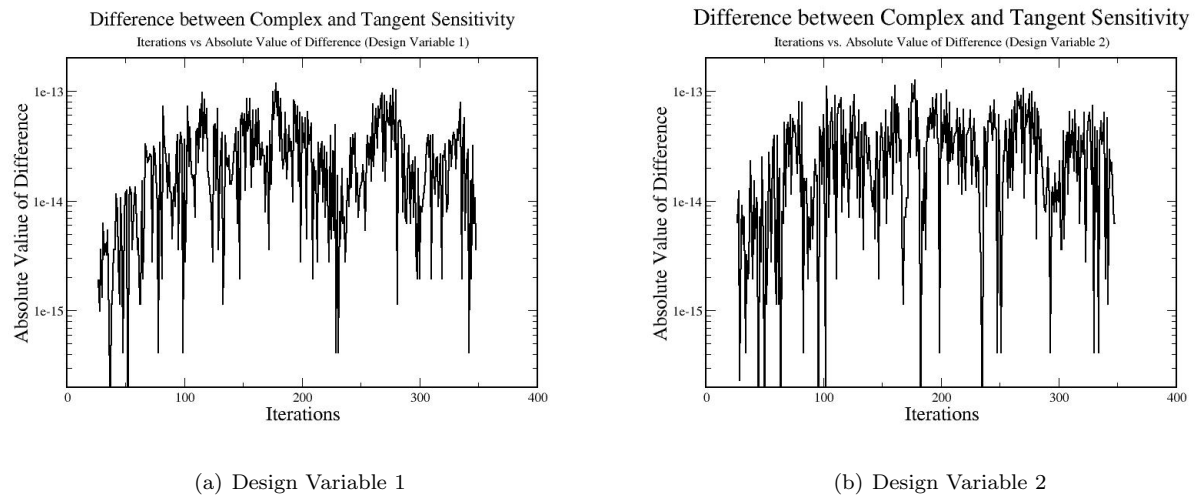 Difference between Complex and Tangent Sensitivity
Iterations vs Absolute Value of Difference (Design Variable 1)
Absolute Valiue of Difference
1e-13
1e-14
1e-15
0 100 200 300 400
Iterations
(a) Design Variable 1
Difference between Complex and Tangent Sensitivity
Iterations vs. Absolute Value of Difference (Design Variable 2)
Absolute Value of Difference
1e-13
1e-14
1e-15
0 100 200 300 400
Iterations
(b) Design Variable 2